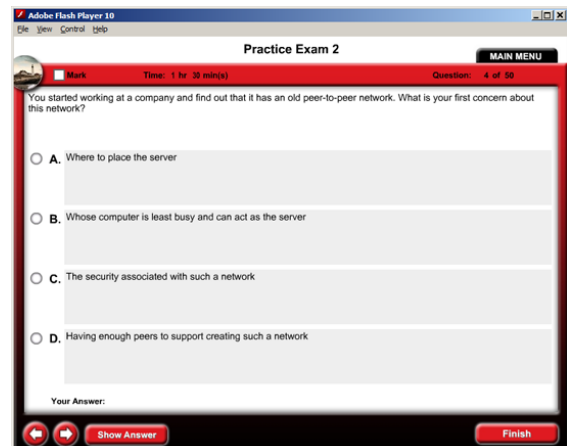 Adobe Flash Player 10
File View Control Help
Practice Exam 2
MAIN MENU
Mark
Time: 1 hr 30 min(s)
Question: 4 of 50
You started working at a company and find out that it has an old peer-to-peer network. What is your first concern about
this network?
A. Where to place the server
B. Whose computer is least busy and can act as the server
C. The security associated with such a network
D. Having enough peers to support creating such a network
Your Answer:
Show Answer
Finish